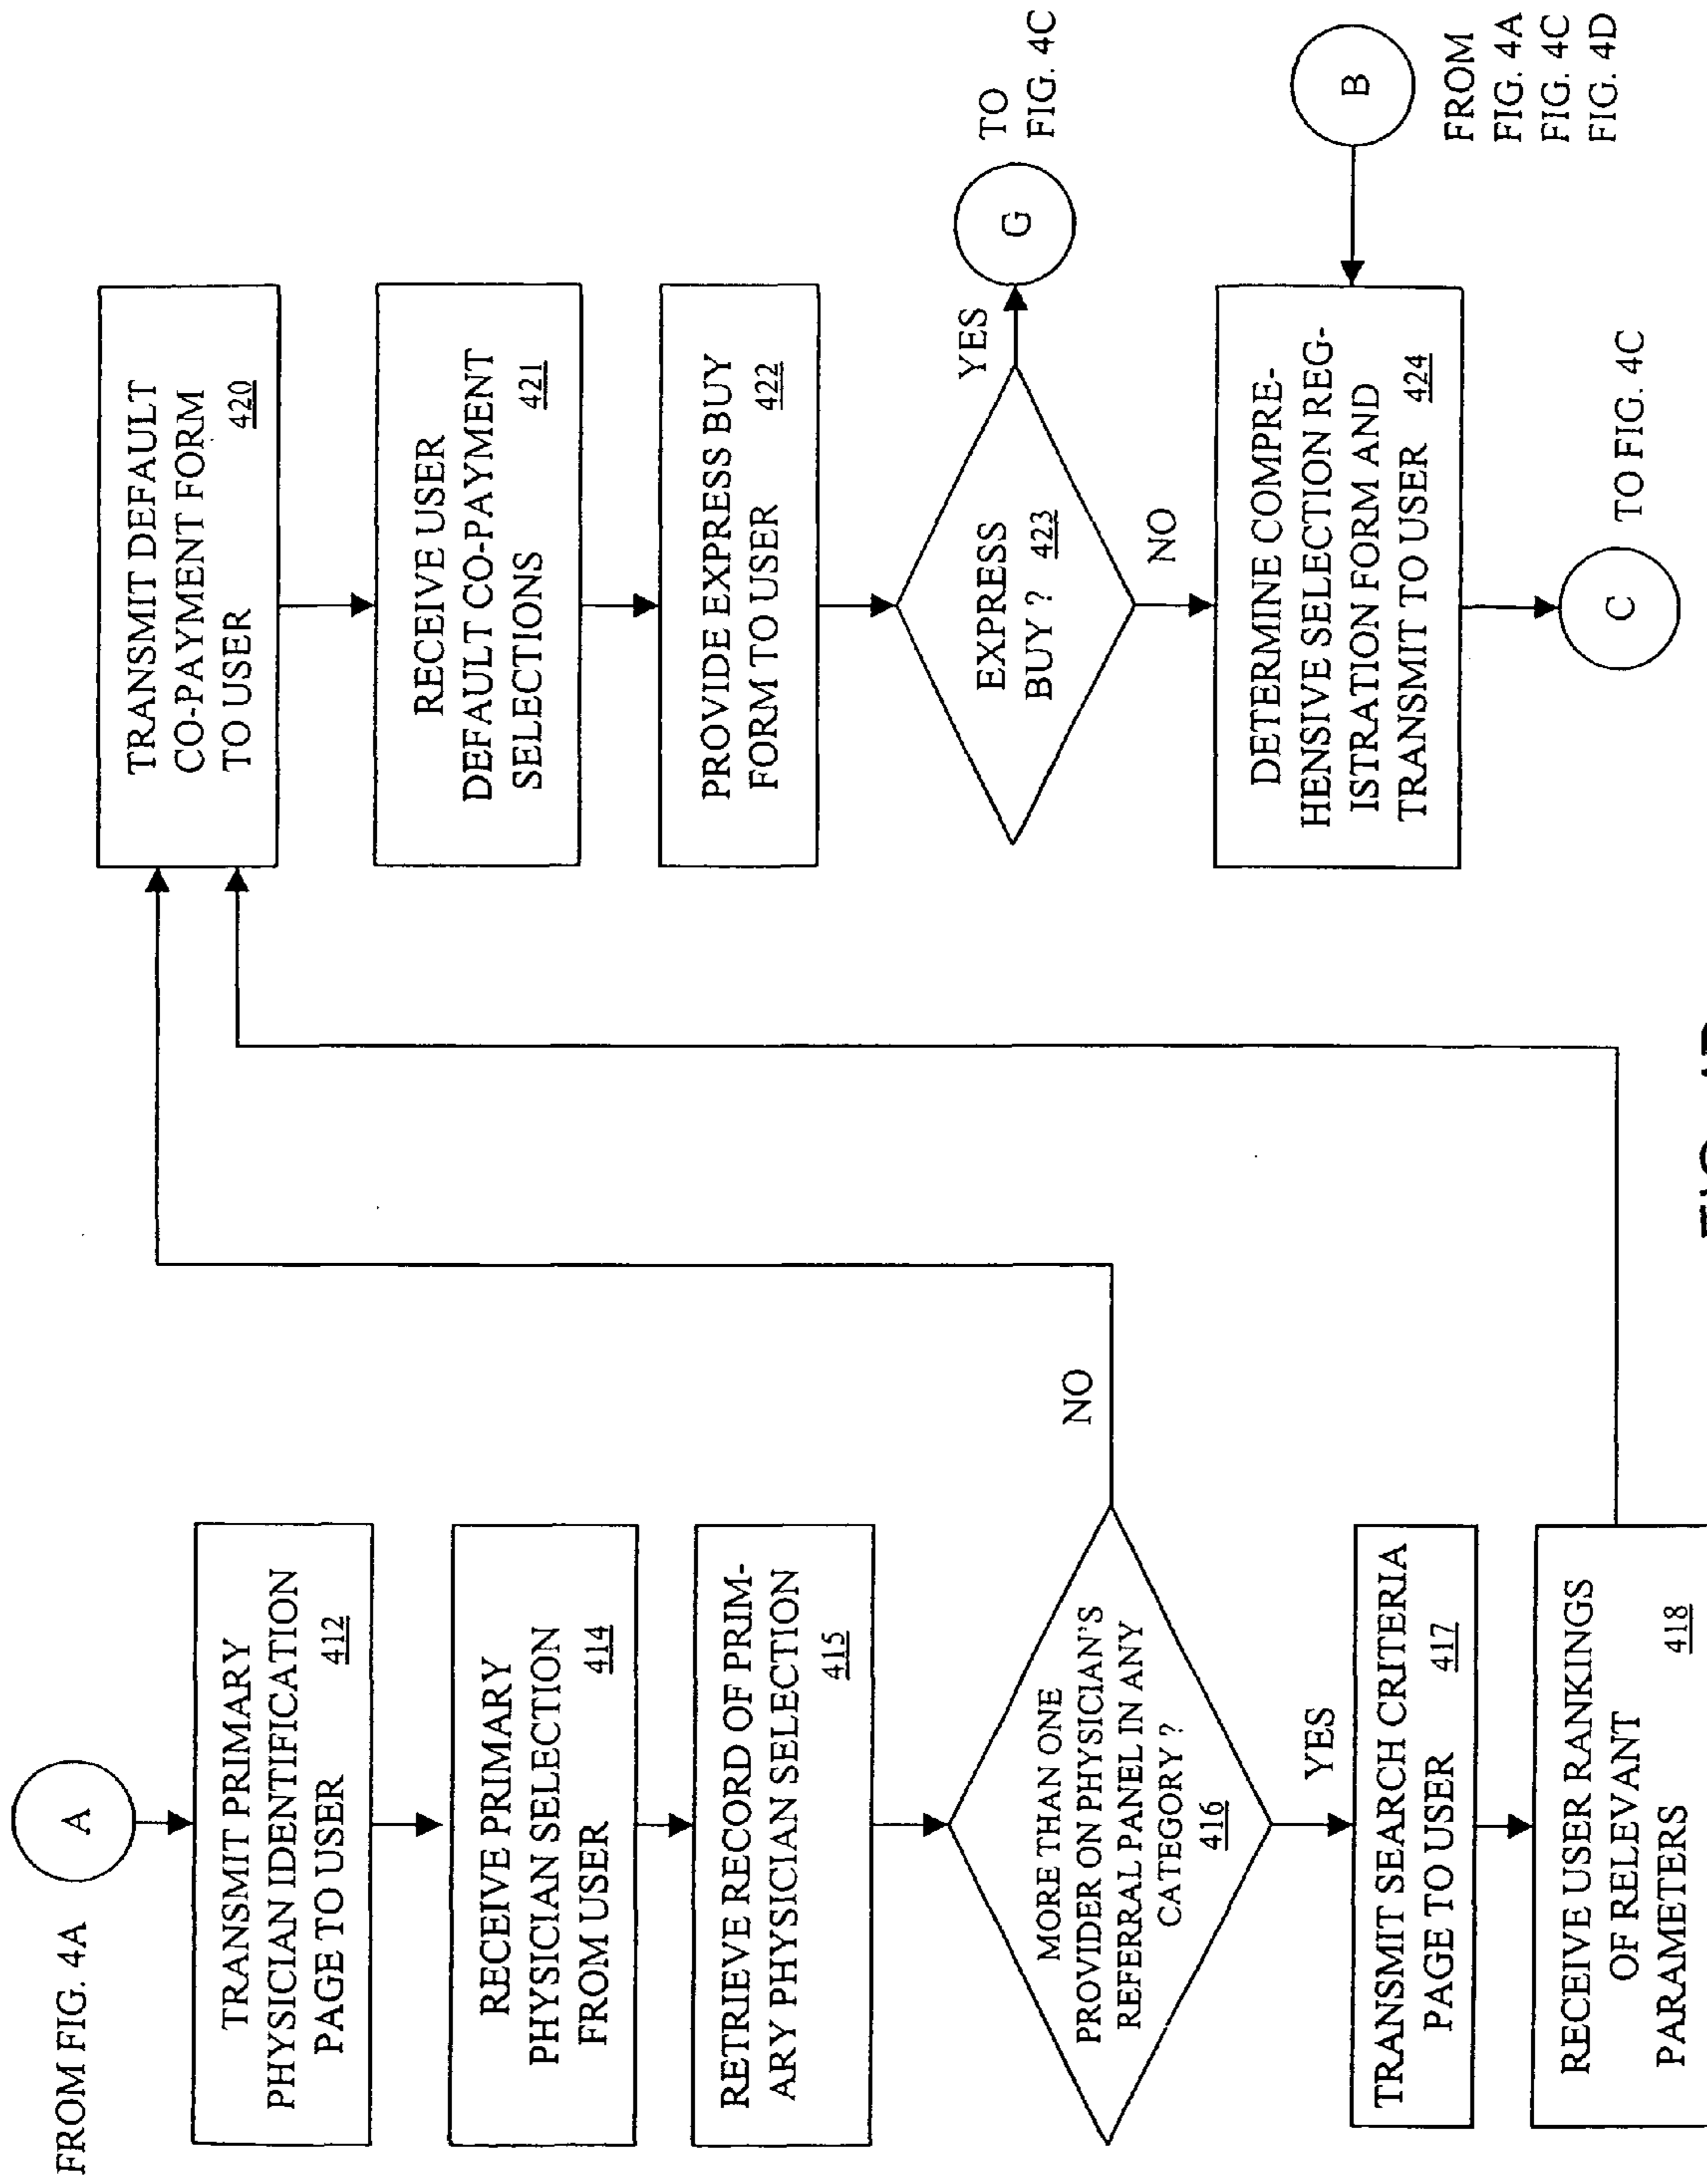 FROM FIG. 4A
A
TRANSMIT PRIMARY
PHYSICIAN IDENTIFICATION
PAGE TO USER 412
RECEIVE PRIMARY
PHYSICIAN SELECTION
FROM USER 414
RETRIEVE RECORD OF PRIM-
ARY PHYSICIAN SELECTION
415
MORE THAN ONE
PROVIDER ON PHYSICIAN'S
REFERRAL PANEL IN ANY
CATEGORY ?
416
NO
YES
TRANSMIT SEARCH CRITERIA
PAGE TO USER 417
RECEIVE USER RANKINGS
OF RELEVANT
PARAMETERS 418
TRANSMIT DEFAULT
CO-PAYMENT FORM
TO USER 420
RECEIVE USER
DEFAULT CO-PAYMENT
SELECTIONS 421
PROVIDE EXPRESS BUY
FORM TO USER 422
EXPRESS
BUY ? 423
YES
G
TO
FIG. 4C
NO
DETERMINE COMPRE-
HENSIVE SELECTION REG-
ISTRATION FORM AND
TRANSMIT TO USER 424
B
FROM
FIG. 4A
FIG. 4C
FIG. 4D
C
TO FIG. 4C